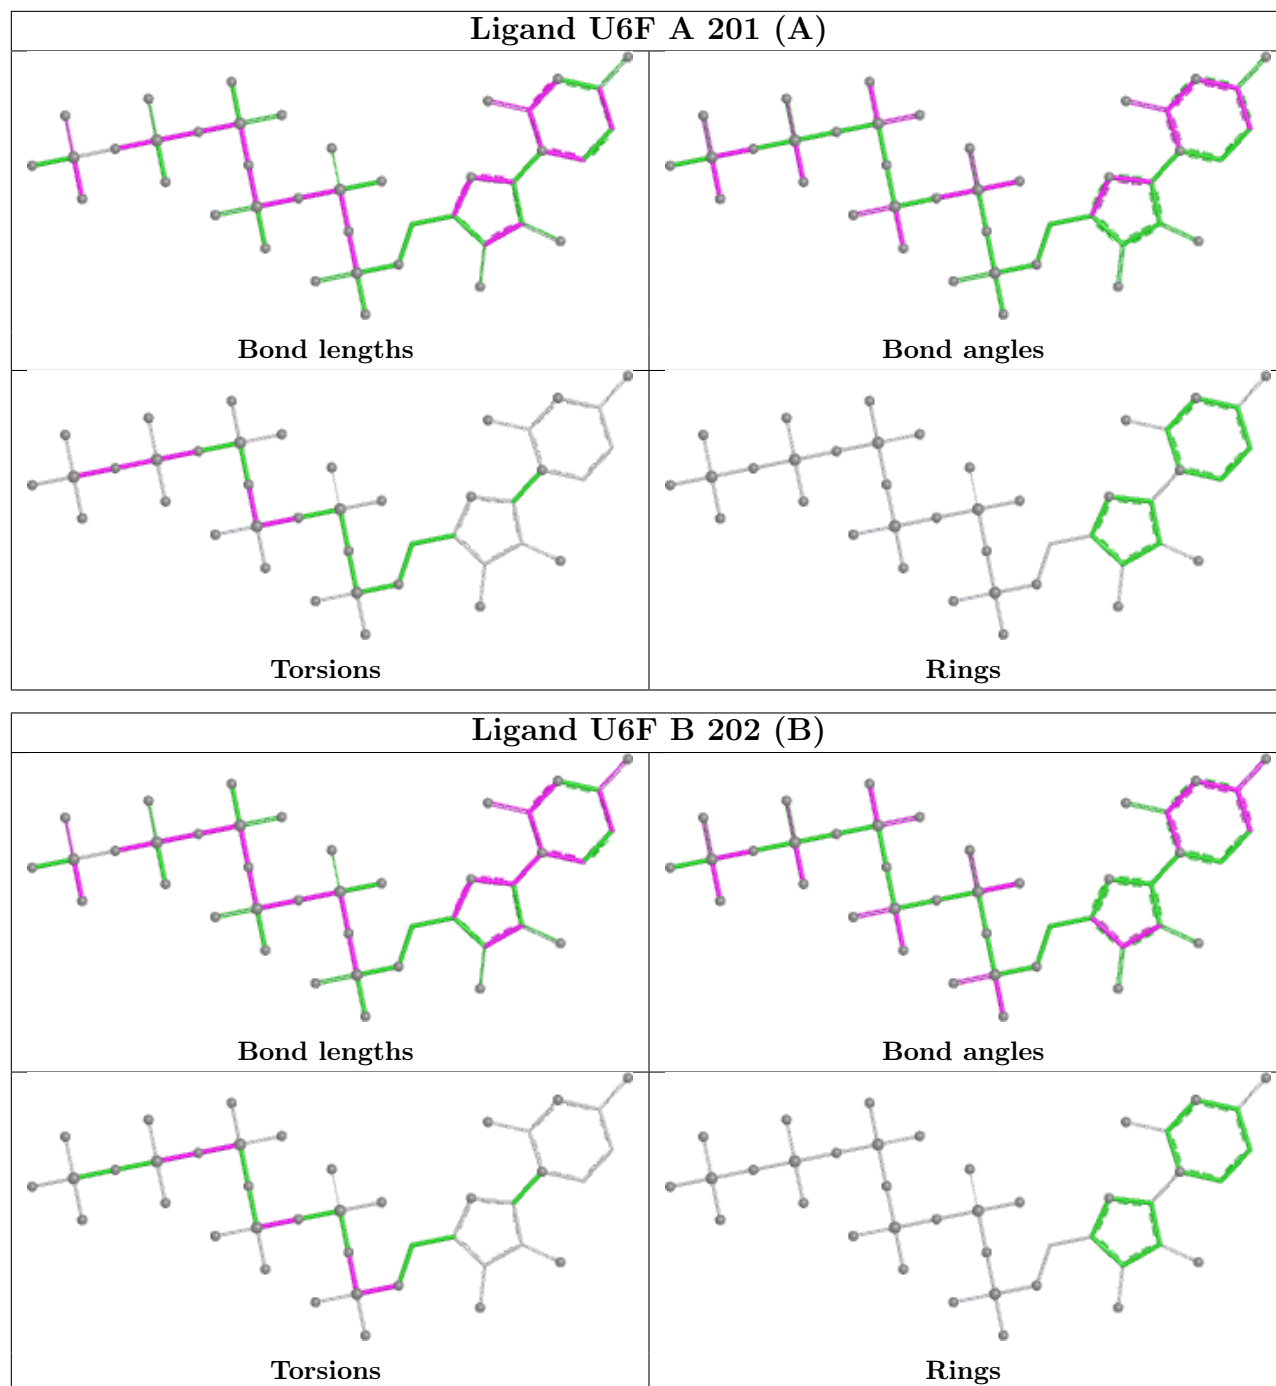 Ligand U6F A 201 (A)
Bond lengths
Bond angles
Torsions
Rings
Ligand U6F B 202 (B)
Bond lengths
Bond angles
Torsions
Rings